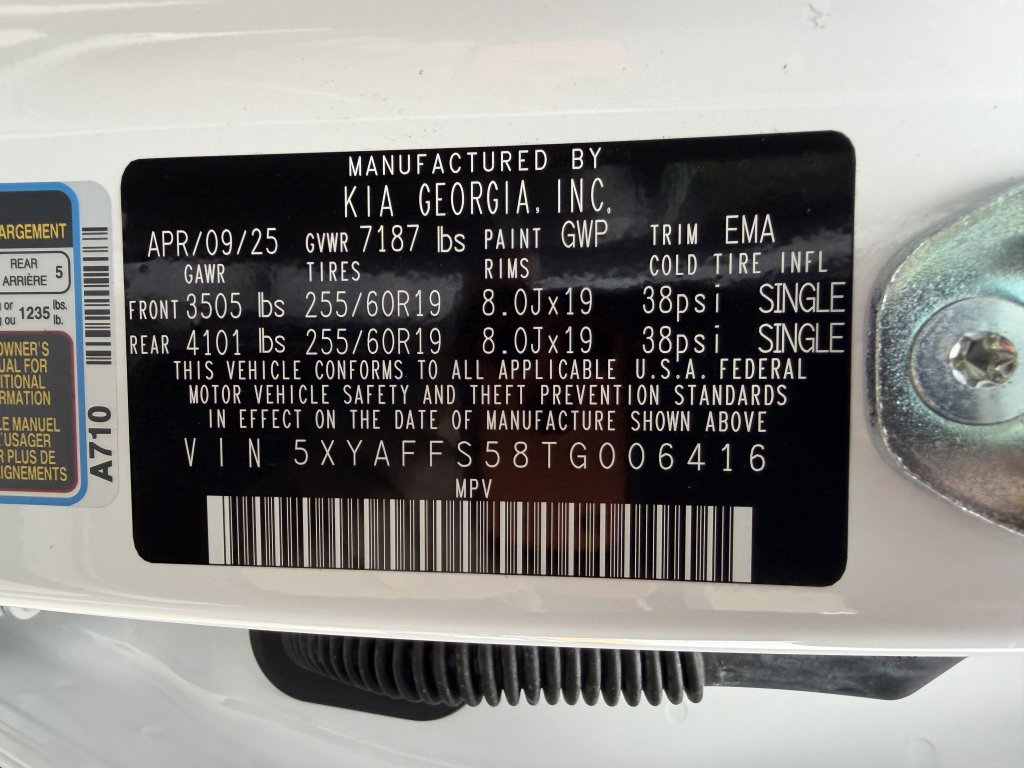 MANUFACTURED BY
KIA GEORGIA, INC.
APR/09/25 GVWR 7187 lbs PAINT GWP TRIM EMA
GAWR TIRES RIMS COLD TIRE INFL
FRONT 3505 lbs 255/60R19 8.0Jx19 38psi SINGLE
REAR 4101 lbs 255/60R19 8.0Jx19 38psi SINGLE
THIS VEHICLE CONFORMS TO ALL APPLICABLE U.S.A. FEDERAL
MOTOR VEHICLE SAFETY AND THEFT PREVENTION STANDARDS
IN EFFECT ON THE DATE OF MANUFACTURE SHOWN ABOVE
VIN 5XYAFFS58TG006416
MPV
ARGEMENT
REAR 5
ARRIÈRE
or 1235 lbs.
ou lb.
OWNER'S
UAL FOR
ITIONAL
RMATION
LE MANUEL
USAGER
R PLUS DE
IGNEMENTS
A710